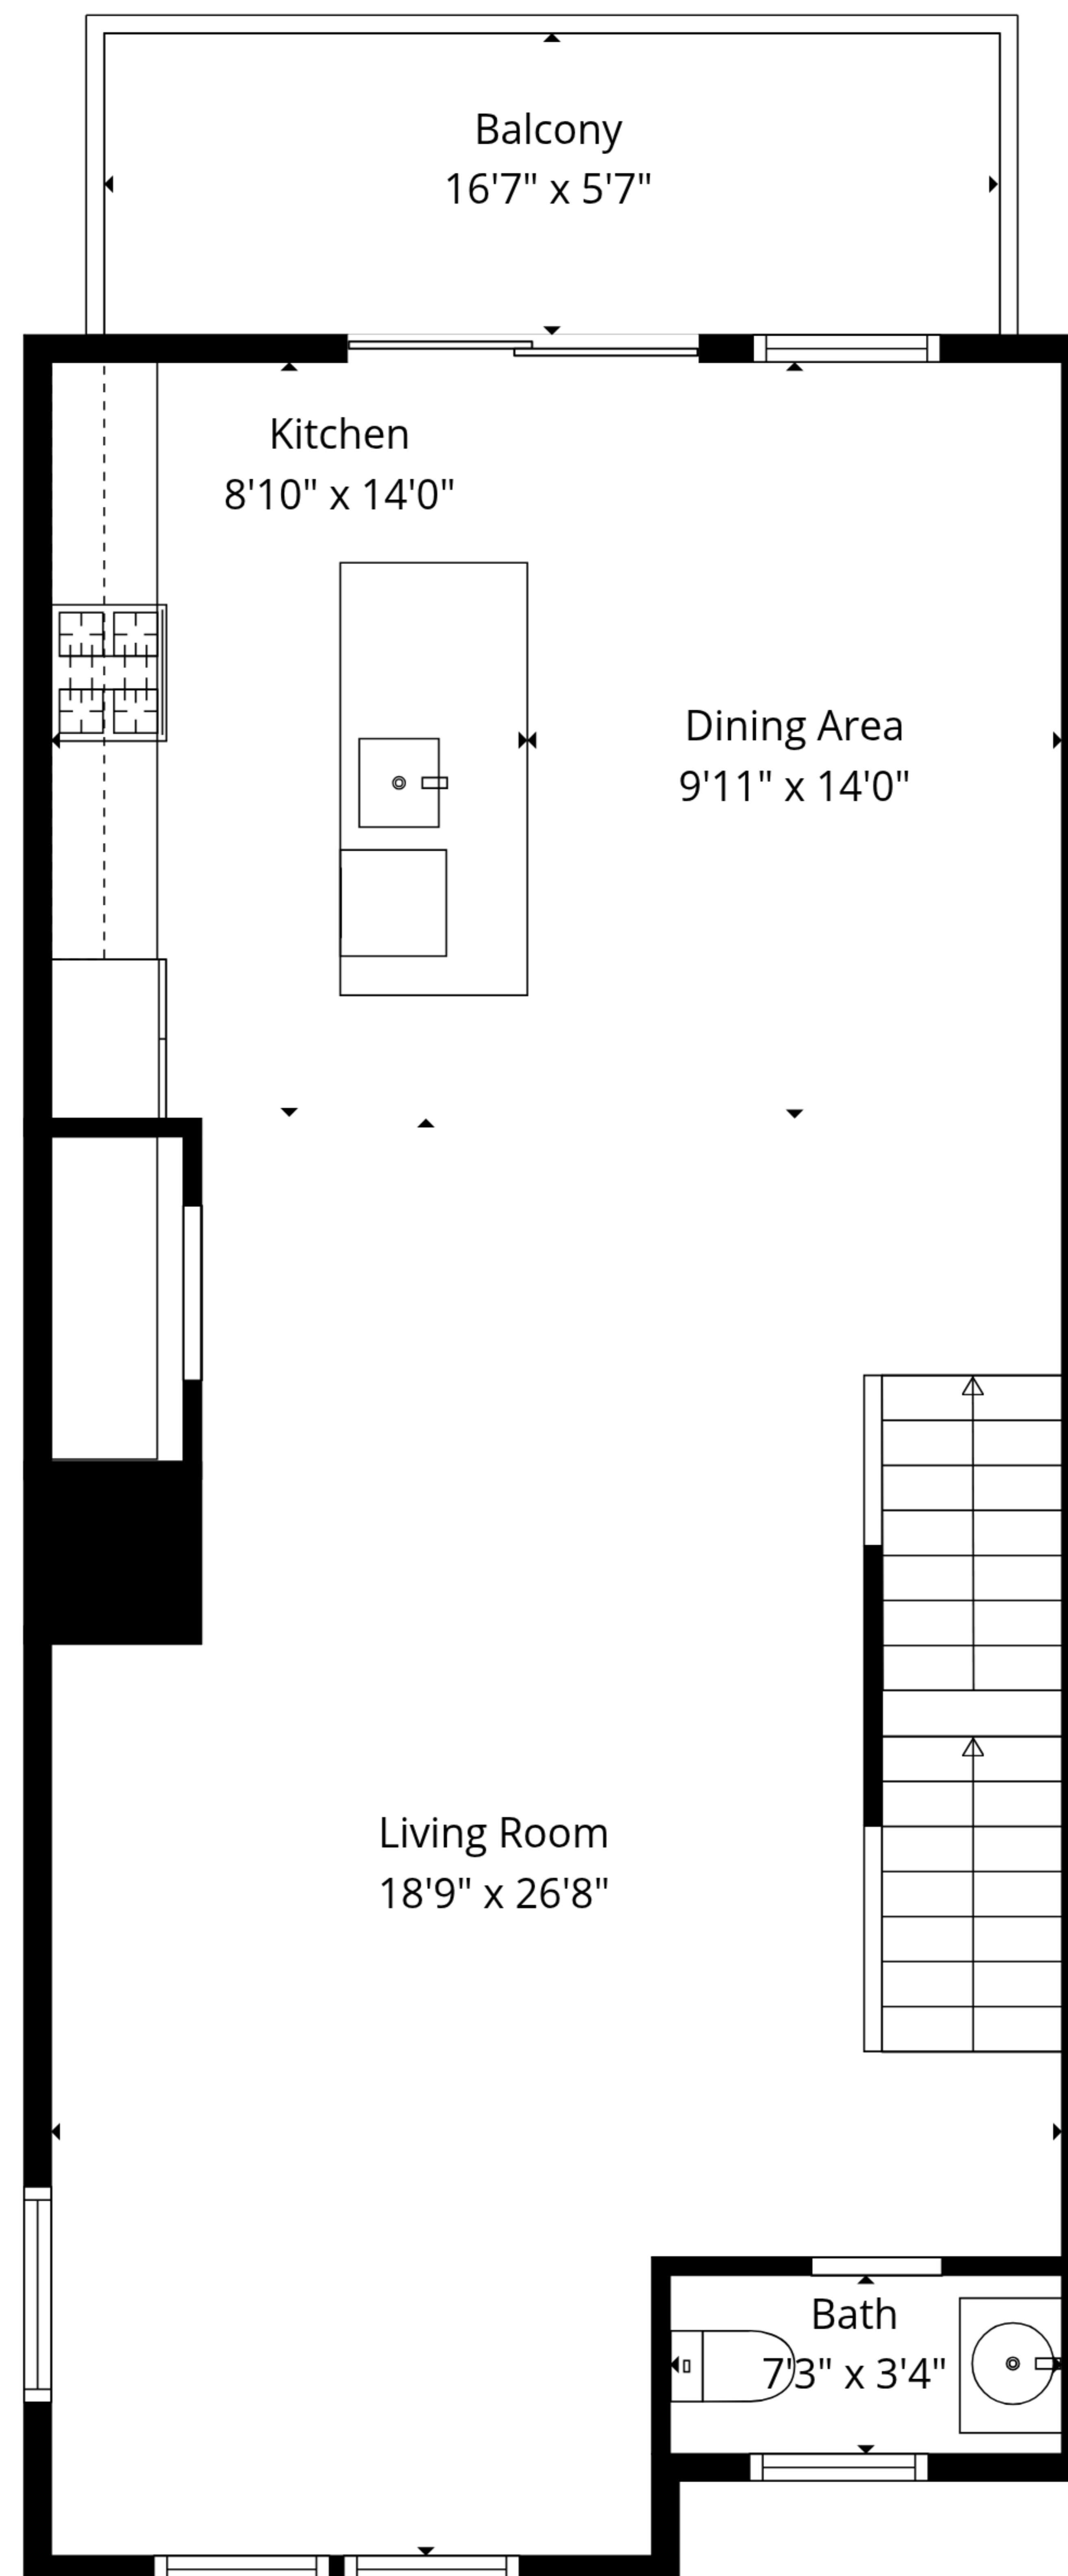 Balcony
16'7" x 5'7"
Kitchen
8'10" x 14'0"
Dining Area
9'11" x 14'0"
Living Room
18'9" x 26'8"
Bath
7'3" x 3'4"